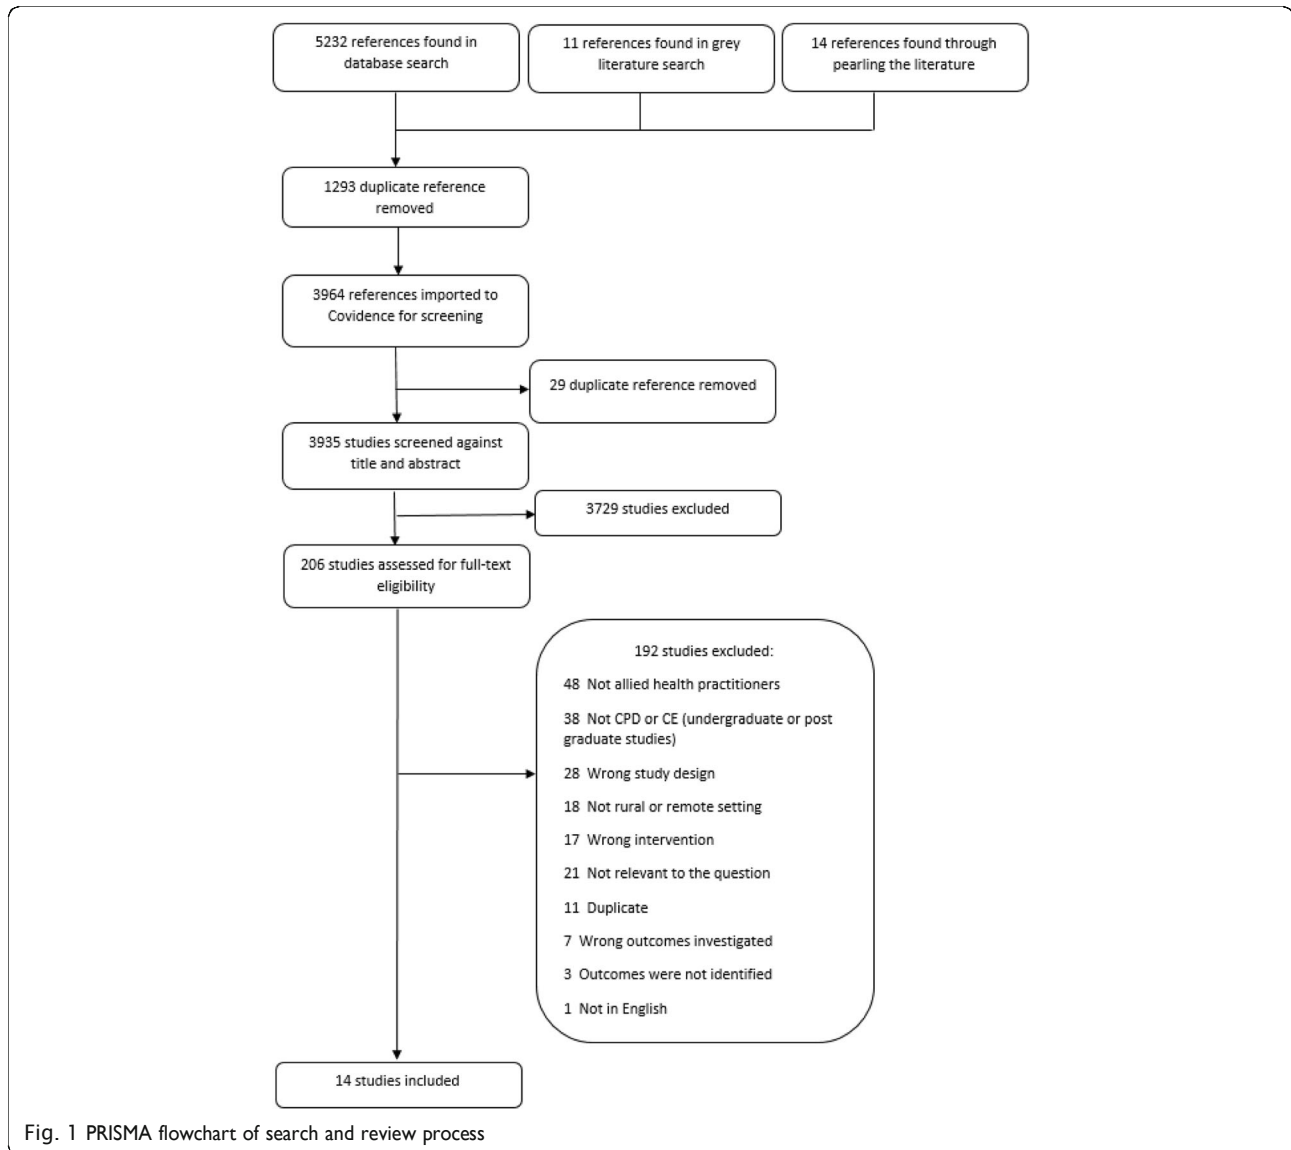 5232 references found in
database search
11 references found in grey
literature search
14 references found through
pearling the literature
1293 duplicate reference
removed
3964 references imported to
Covidence for screening
29 duplicate reference removed
3935 studies screened against
title and abstract
3729 studies excluded
206 studies assessed for full-text
eligibility
192 studies excluded:
48 Not allied health practitioners
38 Not CPD or CE (undergraduate or post
graduate studies)
28 Wrong study design
18 Not rural or remote setting
17 Wrong intervention
21 Not relevant to the question
11 Duplicate
7 Wrong outcomes investigated
3 Outcomes were not identified
1 Not in English
14 studies included
Fig. 1 PRISMA flowchart of search and review process